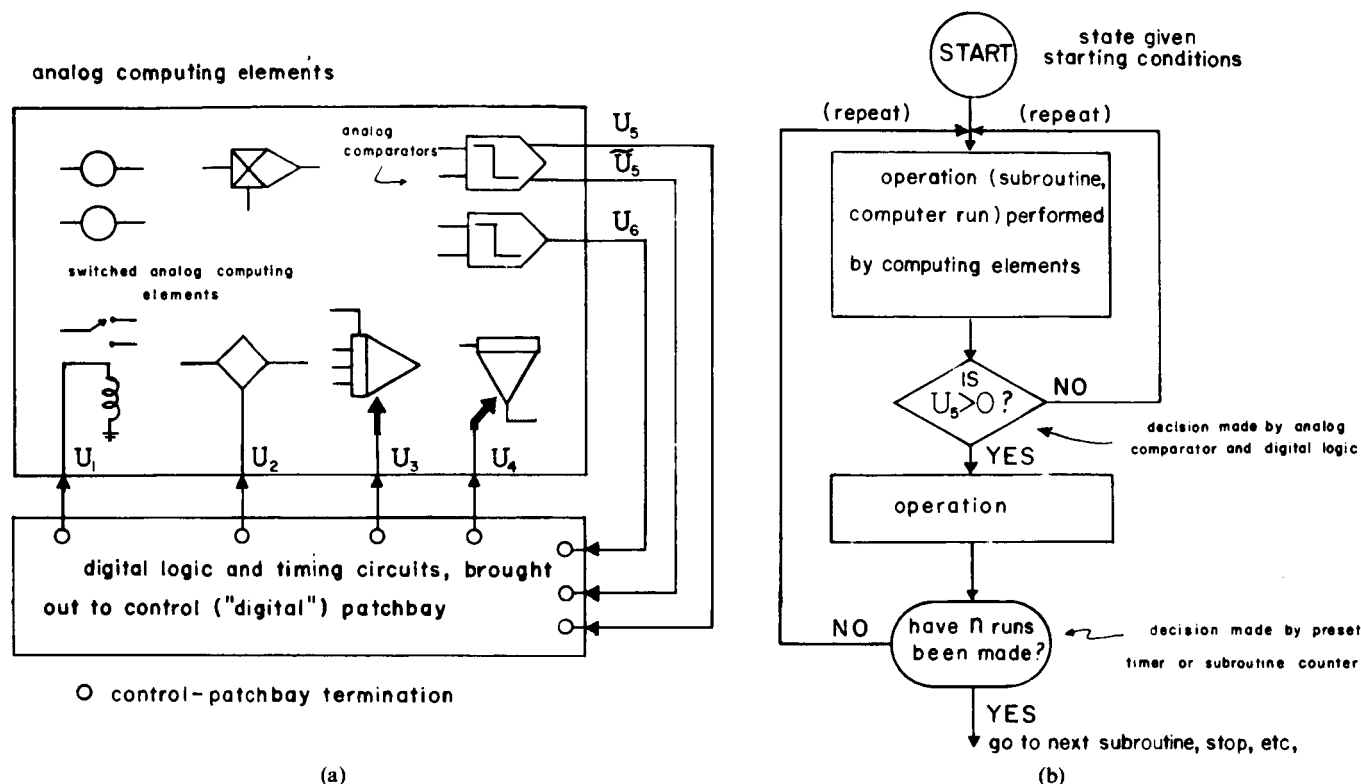 analog computing elements
analog
comparators
U5
Ũ5
U6
switched analog computing
elements
U1
U2
U3
U4
digital logic and timing circuits, brought
out to control ("digital") patchbay
control-patchbay termination
(a)
START
state given
starting conditions
(repeat)
(repeat)
operation (subroutine,
computer run) performed
by computing elements
IS
U5>0?
NO
decision made by analog
comparator and digital logic
YES
operation
NO
have n runs
been made?
decision made by preset
timer or subroutine counter
YES
go to next subroutine, stop, etc,
(b)